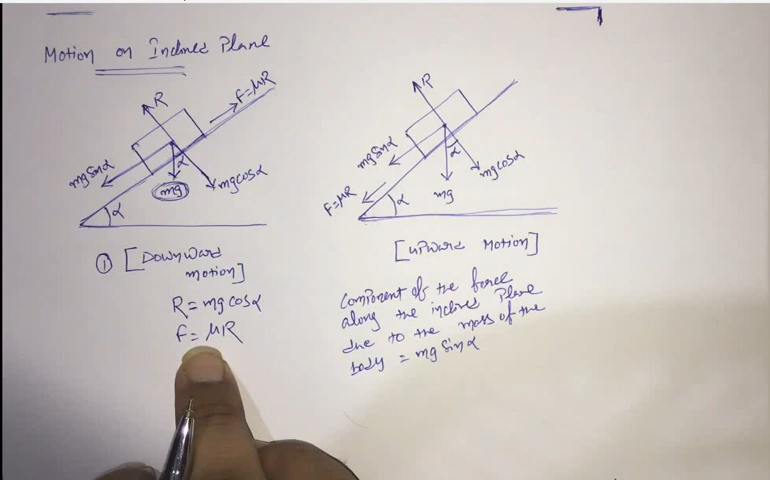 Motion on Inclined Plane
R
F=μR
mg sinα
α
mg
mgcosα
α
① [Downward
motion]
R = mg cosα
F = μR
R
mg sinα
α
mg cosα
mg
F=μR
α
[upward Motion]
Component of the force
along the inclined Plane
due to the mass of the
body = mg sinα